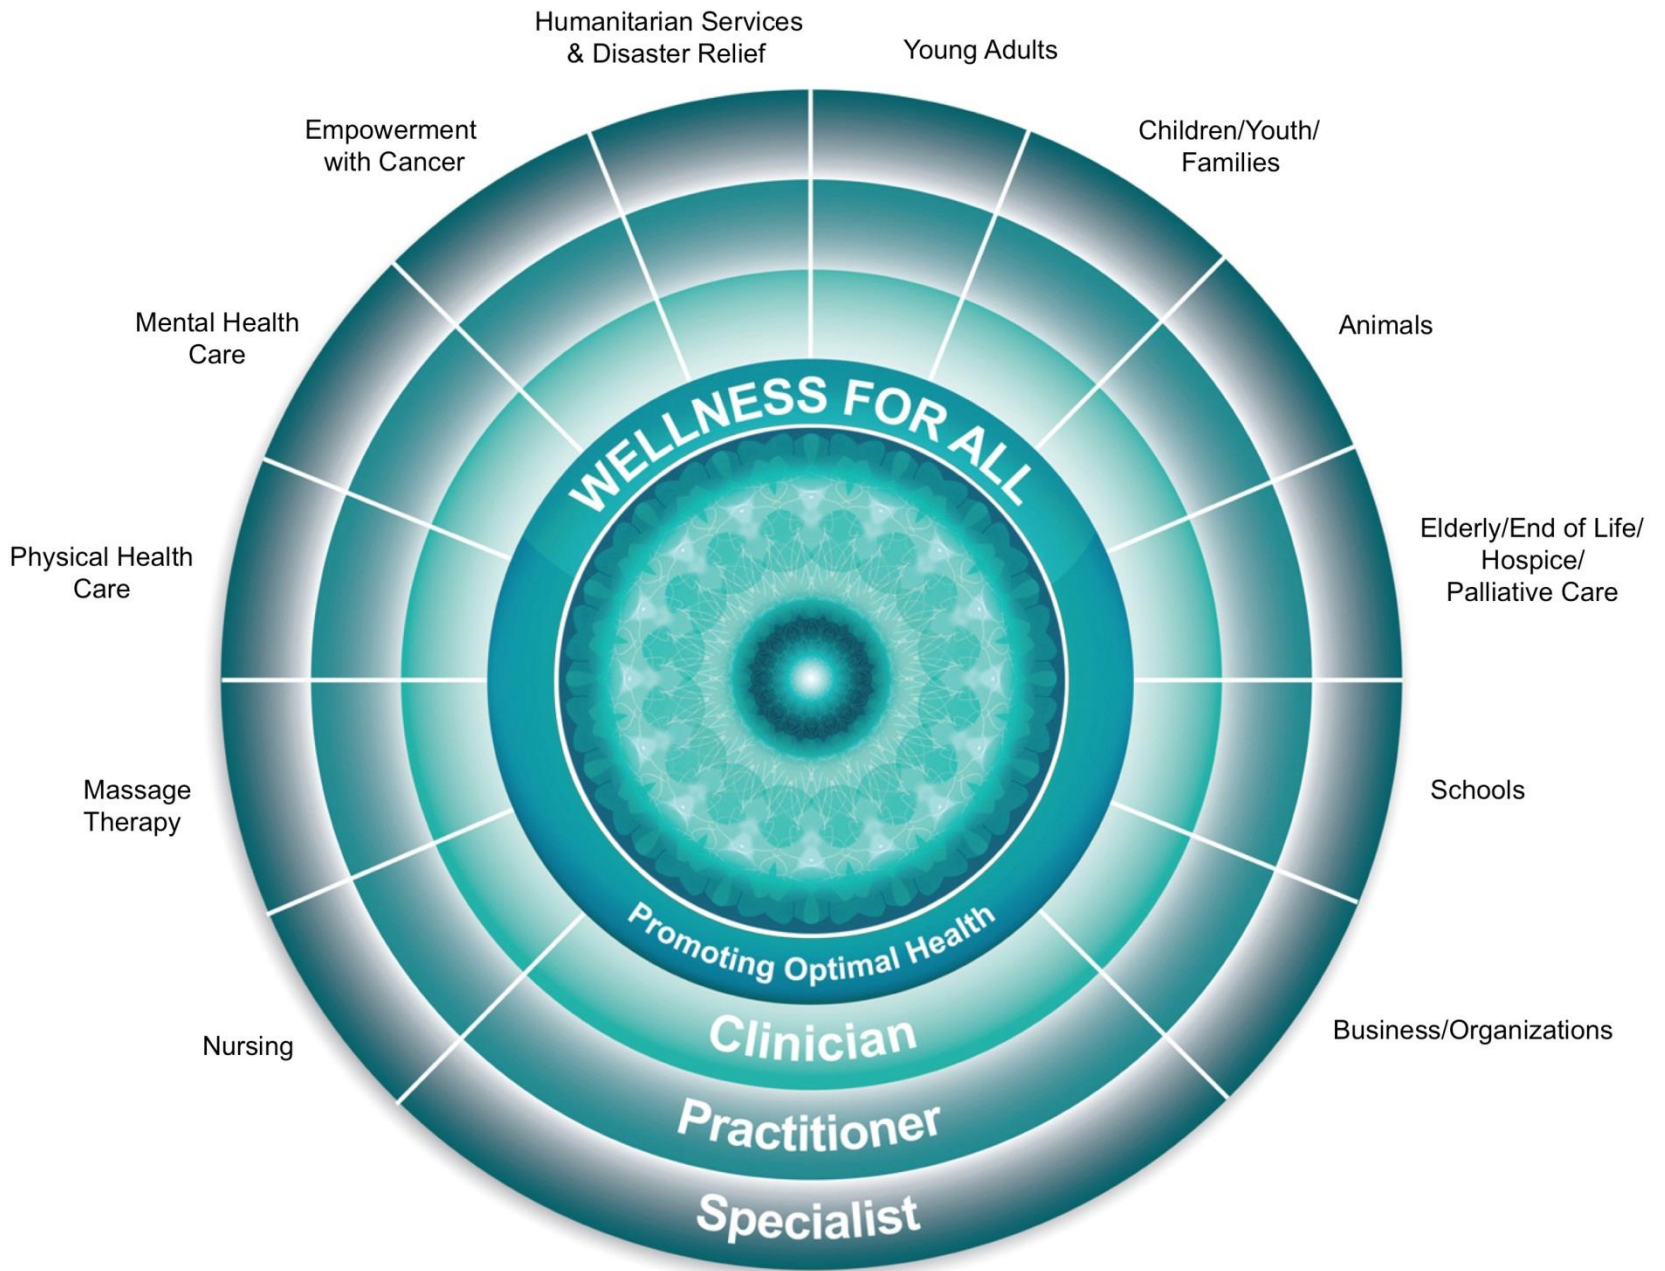 Humanitarian Services
& Disaster Relief
Young Adults
Empowerment
with Cancer
Children/Youth/
Families
Mental Health
Care
Animals
Physical Health
Care
Elderly/End of Life/
Hospice/
Palliative Care
Massage
Therapy
Schools
Nursing
Business/Organizations
WELLNESS FOR ALL
Promoting Optimal Health
Clinician
Practitioner
Specialist